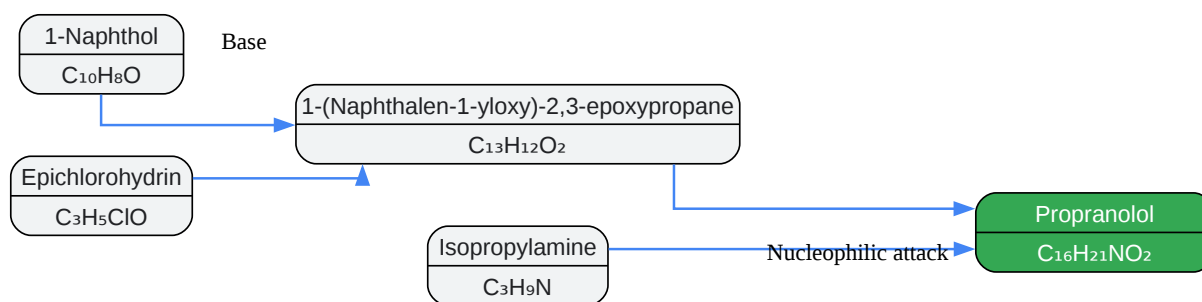 1-Naphthol
C₁₀H₈O
Base
1-(Naphthalen-1-yloxy)-2,3-epoxypropane
C₁₃H₁₂O₂
Epichlorohydrin
C₃H₅ClO
Isopropylamine
C₃H₉N
Nucleophilic attack
Propranolol
C₁₆H₂₁NO₂